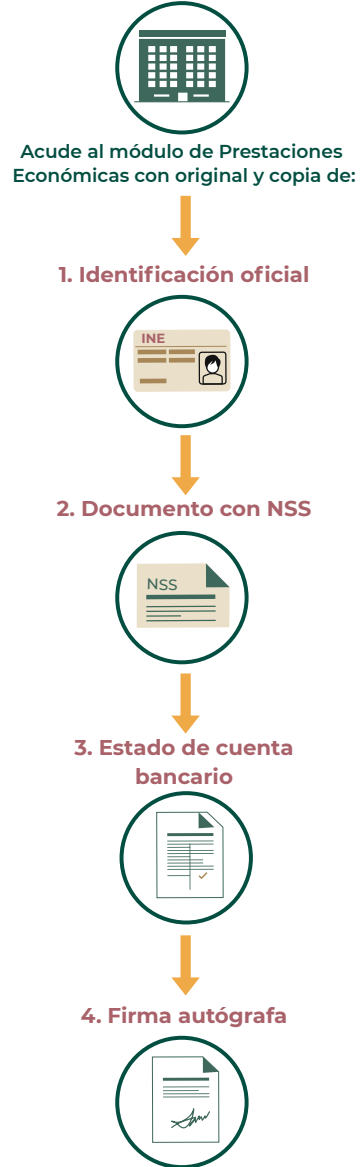 Acude al módulo de Prestaciones
Económicas con original y copia de:
1. Identificación oficial
INE
2. Documento con NSS
NSS
3. Estado de cuenta
bancario
4. Firma autógrafa